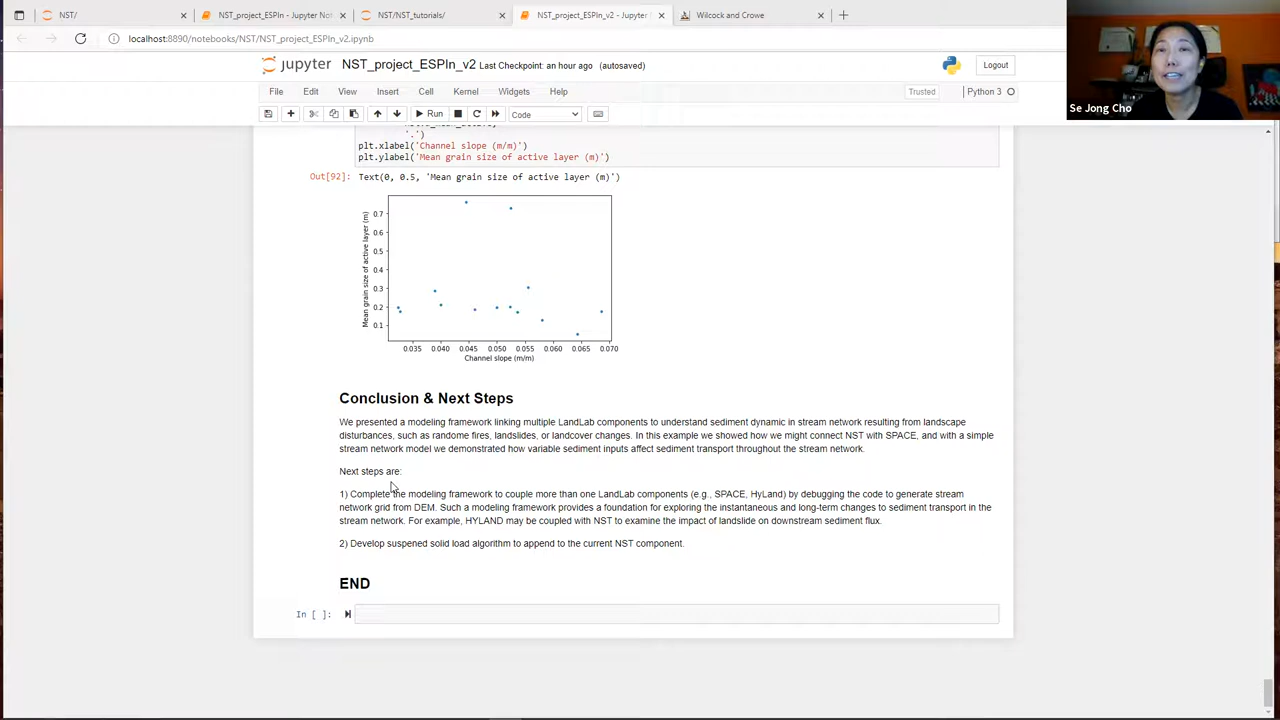 NST/
NST_project_ESPIn - Jupyter Not
NST/NST_tutorials/
NST_project_ESPIn_v2 - Jupyter
Wilcock and Crowe
localhost:8890/notebooks/NST/NST_project_ESPIn_v2.ipynb
jupyter NST_project_ESPIn_v2 Last Checkpoint: an hour ago (autosaved)
Logout
Se Jong Cho
File Edit View Insert Cell Kernel Widgets Help
Trusted
Python 3
Run
Code
'.')
plt.xlabel('Channel slope (m/m)')
plt.ylabel('Mean grain size of active layer (m)')
Out[92]: Text(0, 0.5, 'Mean grain size of active layer (m)')
Mean grain size of active layer (m)
0.7
0.6
0.5
0.4
0.3
0.2
0.1
0.035 0.040 0.045 0.050 0.055 0.060 0.065 0.070
Channel slope (m/m)
Conclusion & Next Steps
We presented a modeling framework linking multiple LandLab components to understand sediment dynamic in stream network resulting from landscape
disturbances, such as randome fires, landslides, or landcover changes. In this example we showed how we might connect NST with SPACE, and with a simple
stream network model we demonstrated how variable sediment inputs affect sediment transport throughout the stream network.
Next steps are:
1) Complete the modeling framework to couple more than one LandLab components (e.g., SPACE, HyLand) by debugging the code to generate stream
network grid from DEM. Such a modeling framework provides a foundation for exploring the instantaneous and long-term changes to sediment transport in the
stream network. For example, HYLAND may be coupled with NST to examine the impact of landslide on downstream sediment flux.
2) Develop suspened solid load algorithm to append to the current NST component.
END
In [ ]: